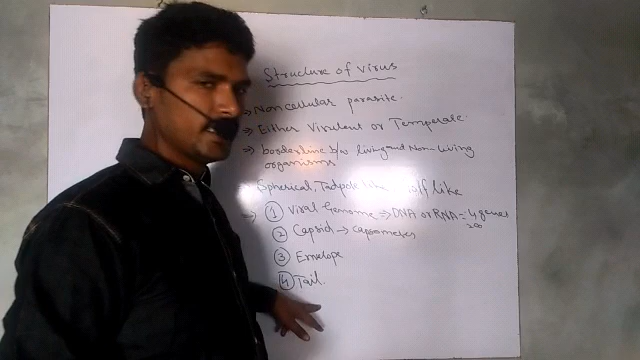 Structure of Virus
→ Noncellular parasite.
→ Either Virulent or Temperate.
→ borderline b/w living and Non-living
organisms
→ Spherical, Tadpole like like
→ ① Viral Genome ⇒ DNA or RNA = 4 genes
200
② Capsid → capsomeres
③ Envelope
④ Tail.